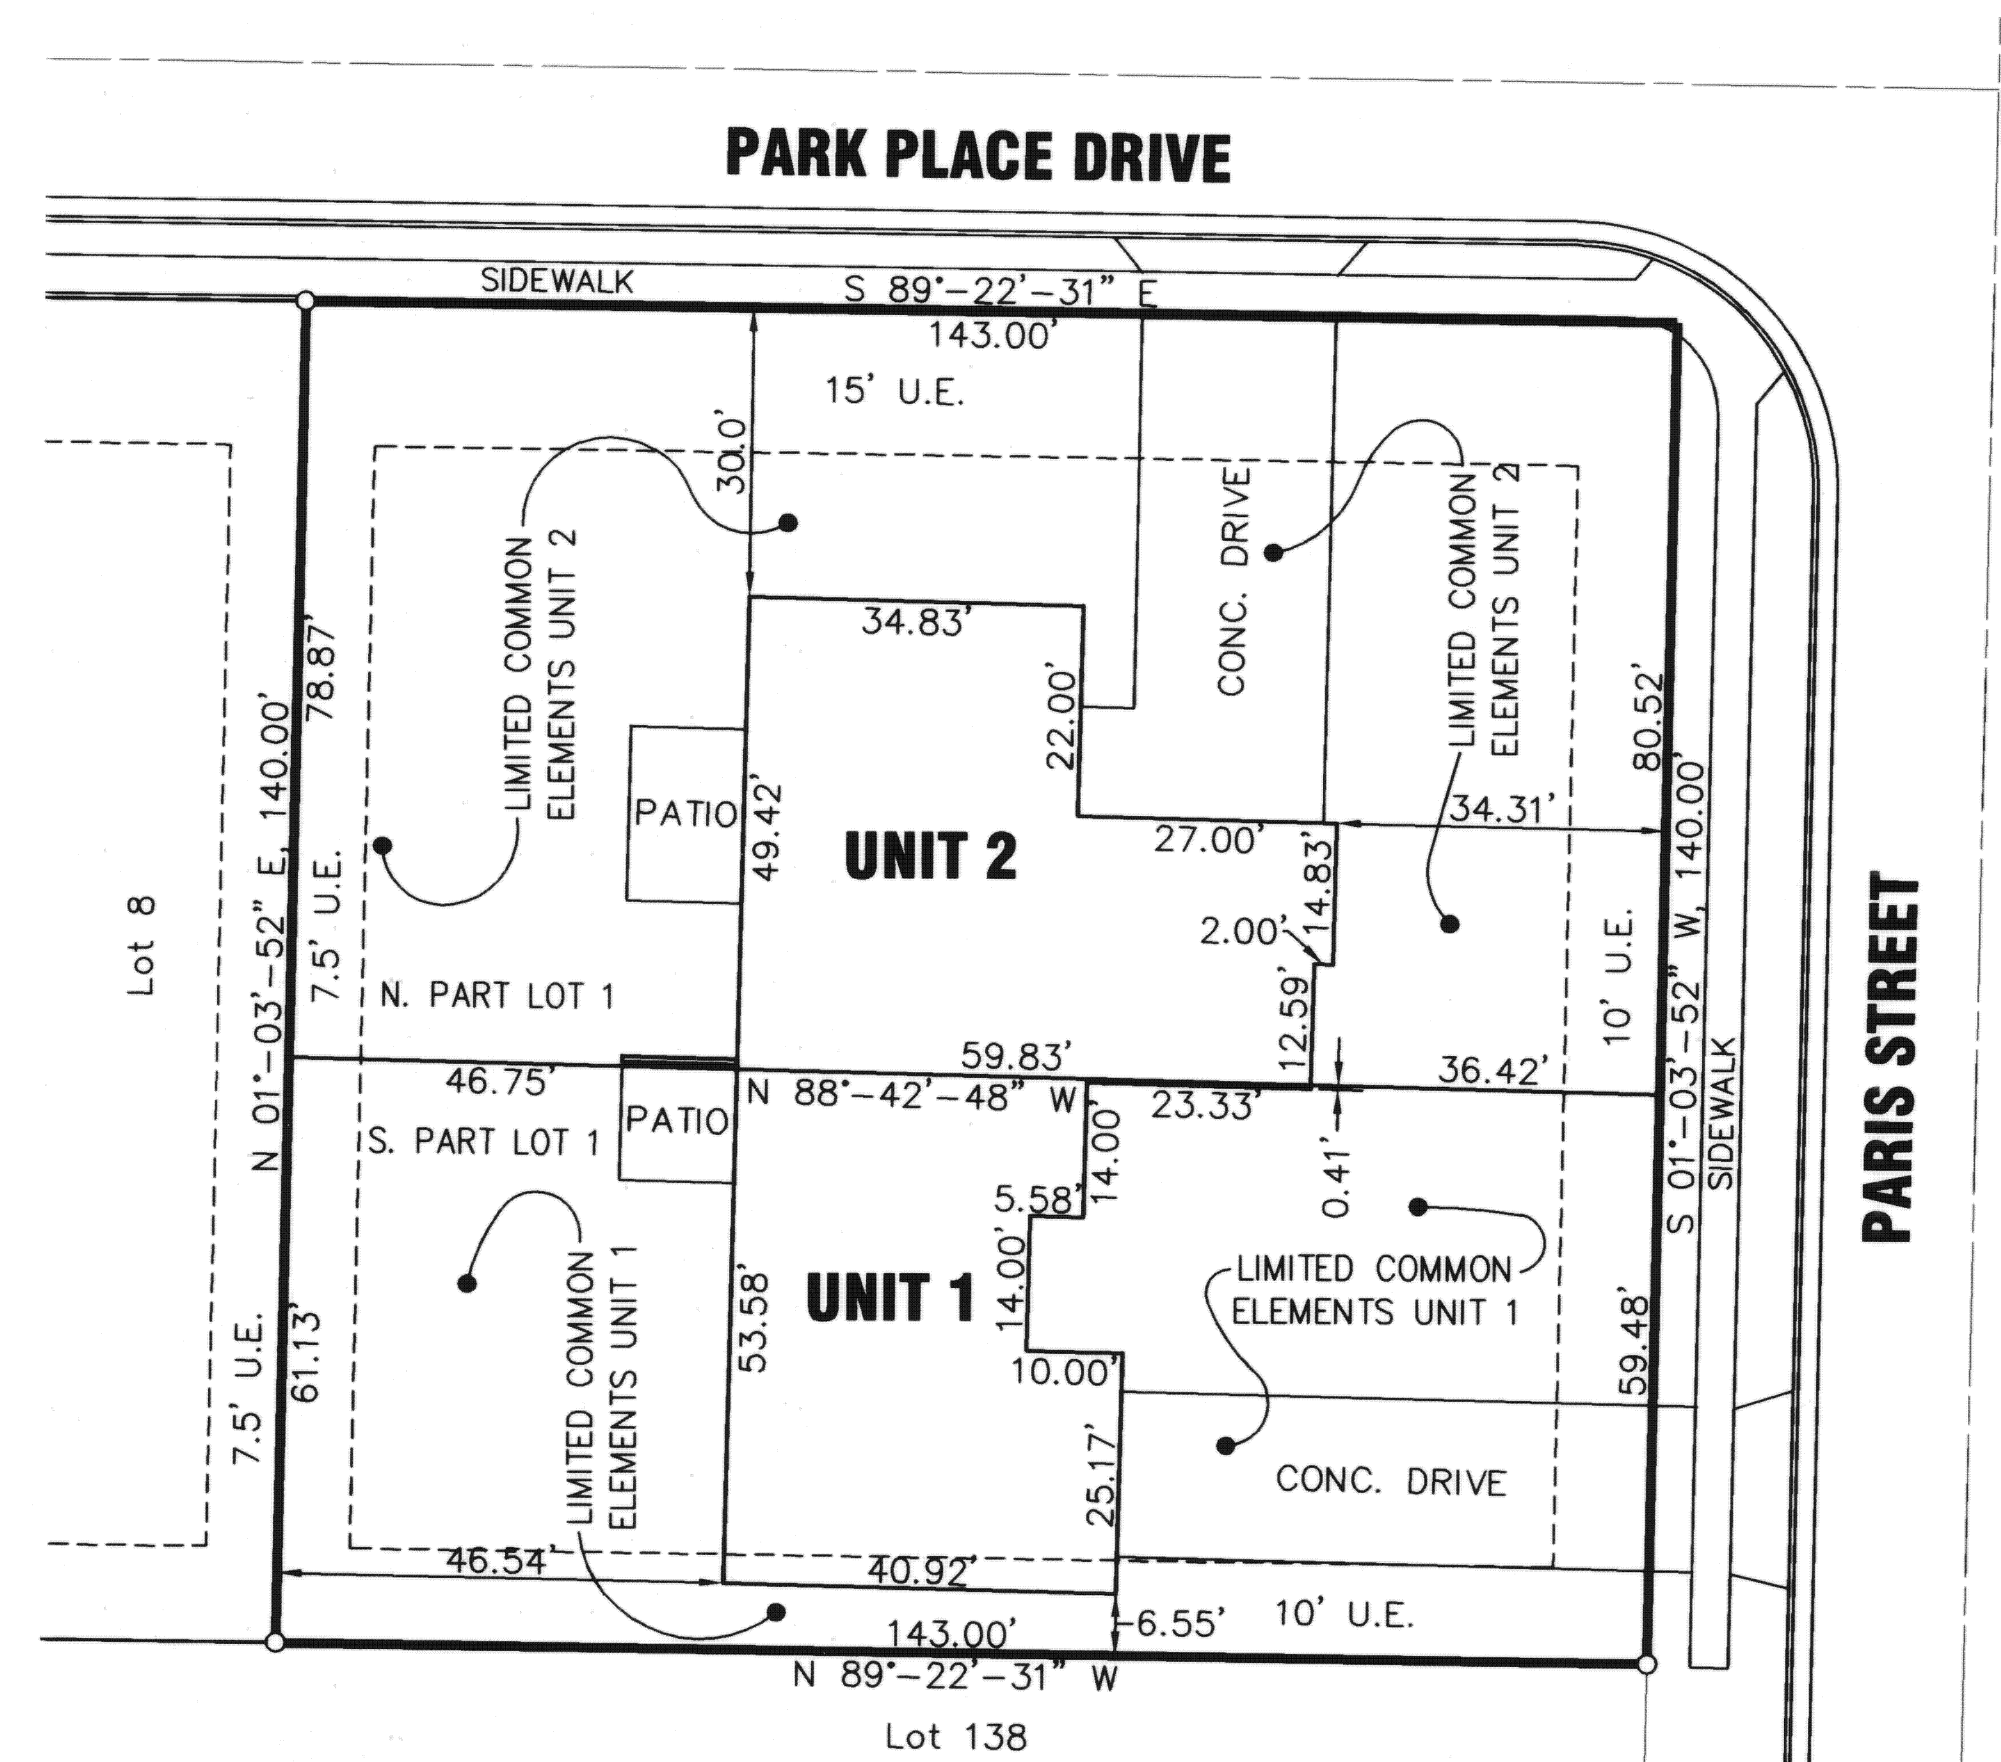 PARK PLACE DRIVE
SIDEWALK
S 89°-22'-31" E
143.00'
15' U.E.
30.0'
LIMITED COMMON
ELEMENTS UNIT 2
CONC. DRIVE
LIMITED COMMON
ELEMENTS UNIT 2
34.83'
22.00'
78.87'
N 01°-03'-52" E, 140.00'
7.5' U.E.
PATIO
49.42'
UNIT 2
27.00'
34.31'
14.83'
2.00'
12.59'
80.52'
S 01°-03'-52" W, 140.00'
10' U.E.
SIDEWALK
PARIS STREET
Lot 8
N. PART LOT 1
46.75'
59.83'
N 88°-42'-48" W
23.33'
36.42'
0.41'
S. PART LOT 1
PATIO
14.00'
5.58'
14.00'
10.00'
UNIT 1
53.58'
LIMITED COMMON
ELEMENTS UNIT 1
LIMITED COMMON
ELEMENTS UNIT 1
7.5' U.E.
61.13'
59.48'
25.17'
CONC. DRIVE
46.54'
40.92'
6.55'
10' U.E.
143.00'
N 89°-22'-31" W
Lot 138